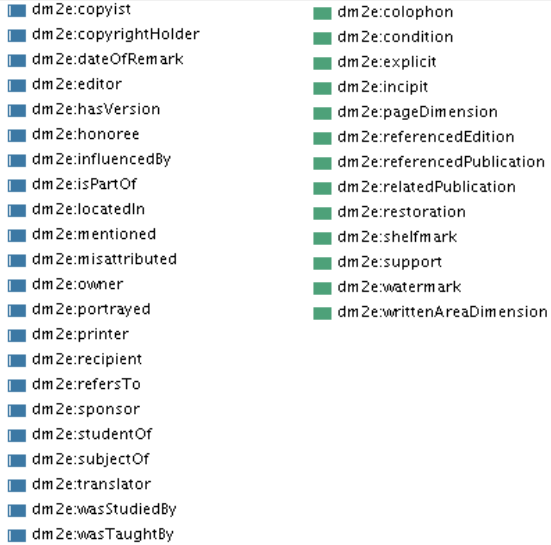 dm2e:copyist
dm2e:copyrightHolder
dm2e:dateOfRemark
dm2e:editor
dm2e:hasVersion
dm2e:honoree
dm2e:influencedBy
dm2e:isPartOf
dm2e:locatedIn
dm2e:mentioned
dm2e:misattributed
dm2e:owner
dm2e:portrayed
dm2e:printer
dm2e:recipient
dm2e:refersTo
dm2e:sponsor
dm2e:studentOf
dm2e:subjectOf
dm2e:translator
dm2e:wasStudiedBy
dm2e:wasTaughtBy
dm2e:colophon
dm2e:condition
dm2e:explicit
dm2e:incipit
dm2e:pageDimension
dm2e:referencedEdition
dm2e:referencedPublication
dm2e:relatedPublication
dm2e:restoration
dm2e:shelfmark
dm2e:support
dm2e:watermark
dm2e:writtenAreaDimension